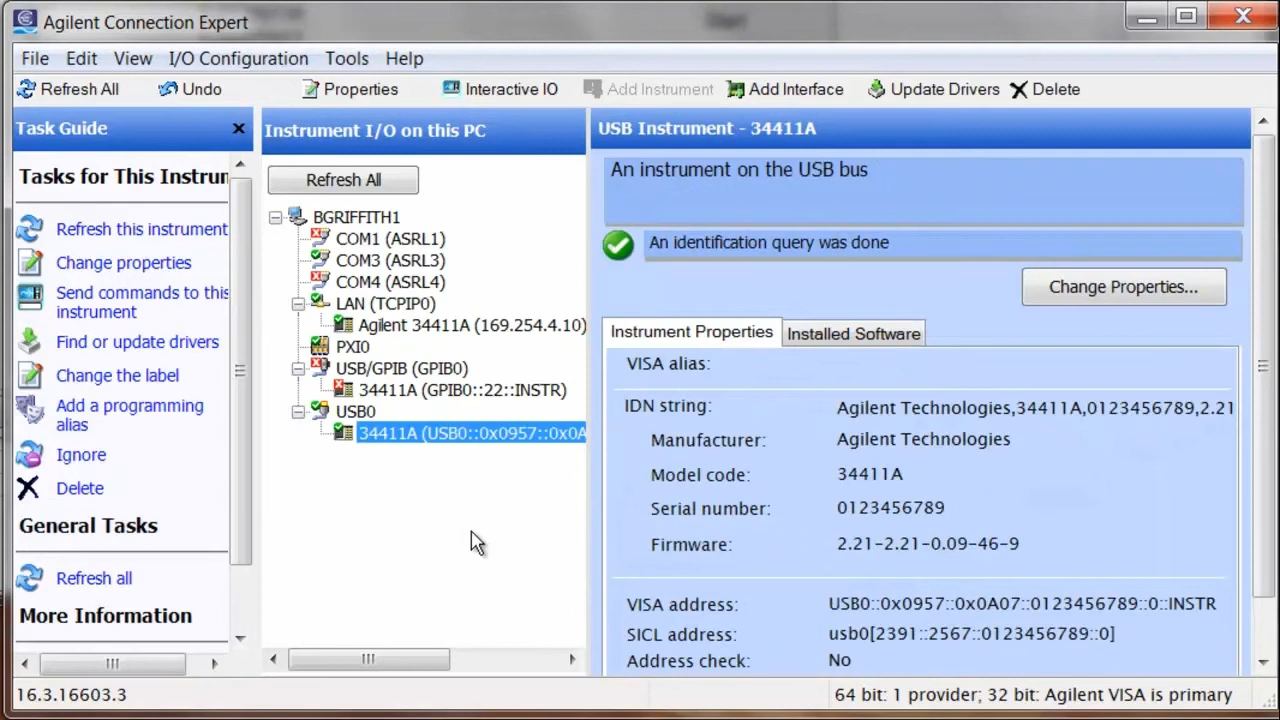 Agilent Connection Expert
File Edit View I/O Configuration Tools Help
Refresh All Undo Properties Interactive IO Add Instrument Add Interface Update Drivers Delete
Task Guide
Tasks for This Instrun
Refresh this instrument
Change properties
Send commands to this
instrument
Find or update drivers
Change the label
Add a programming
alias
Ignore
Delete
General Tasks
Refresh all
More Information
Instrument I/O on this PC
Refresh All
BGRIFFITH1
COM1 (ASRL1)
COM3 (ASRL3)
COM4 (ASRL4)
LAN (TCPIP0)
Agilent 34411A (169.254.4.10)
PXI0
USB/GPIB (GPIB0)
34411A (GPIB0::22::INSTR)
USB0
34411A (USB0::0x0957::0x0A
USB Instrument - 34411A
An instrument on the USB bus
An identification query was done
Change Properties...
Instrument Properties Installed Software
VISA alias:
IDN string: Agilent Technologies,34411A,0123456789,2.21
Manufacturer: Agilent Technologies
Model code: 34411A
Serial number: 0123456789
Firmware: 2.21-2.21-0.09-46-9
VISA address: USB0::0x0957::0x0A07::0123456789::0::INSTR
SICL address: usb0[2391::2567::0123456789::0]
Address check: No
16.3.16603.3
64 bit: 1 provider; 32 bit: Agilent VISA is primary